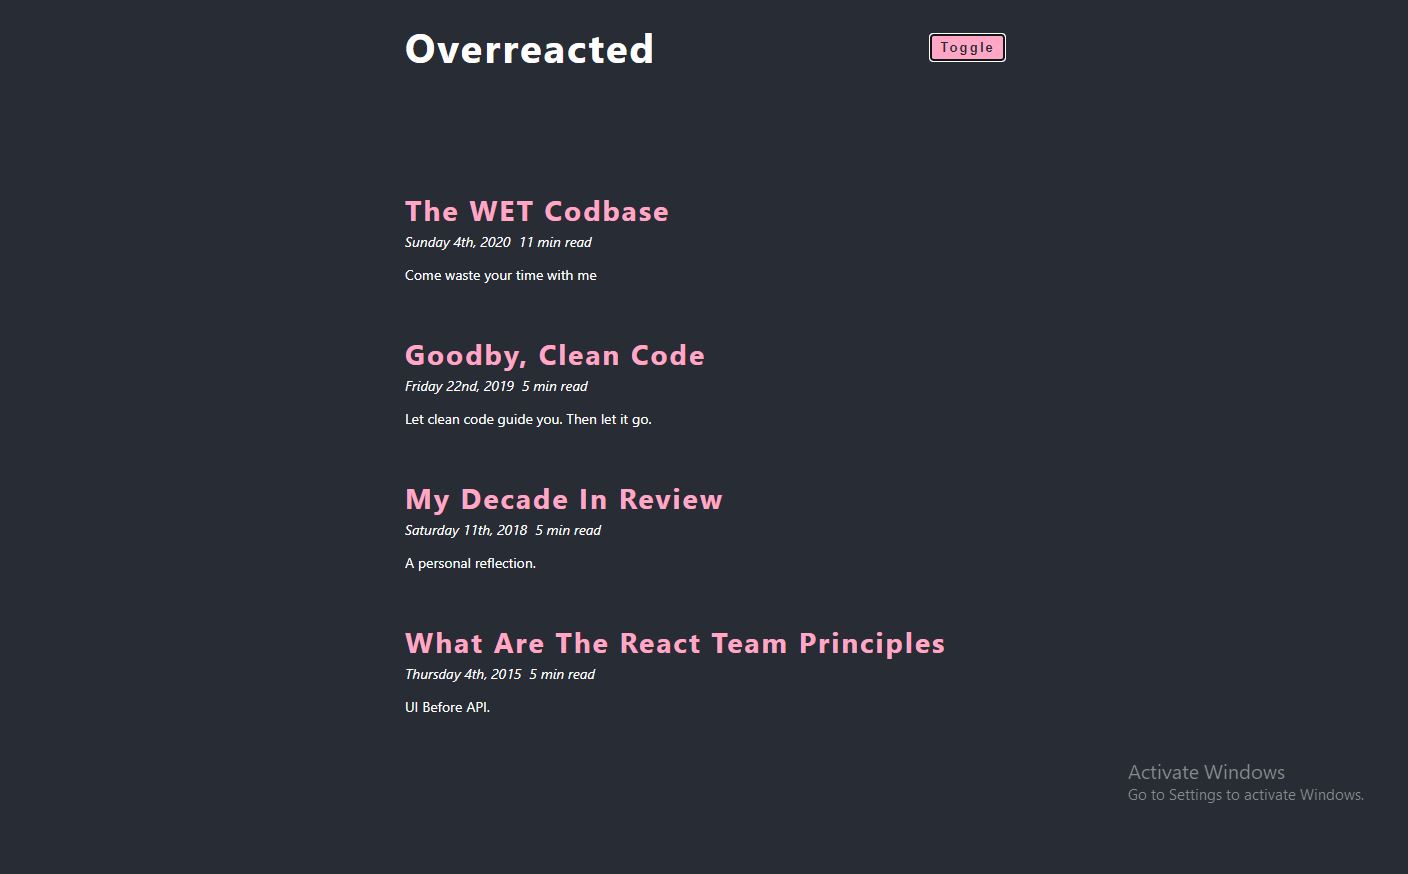 Overreacted
Toggle
The WET Codbase
Sunday 4th, 2020 11 min read
Come waste your time with me
Goodby, Clean Code
Friday 22nd, 2019 5 min read
Let clean code guide you. Then let it go.
My Decade In Review
Saturday 11th, 2018 5 min read
A personal reflection.
What Are The React Team Principles
Thursday 4th, 2015 5 min read
UI Before API.
Activate Windows
Go to Settings to activate Windows.